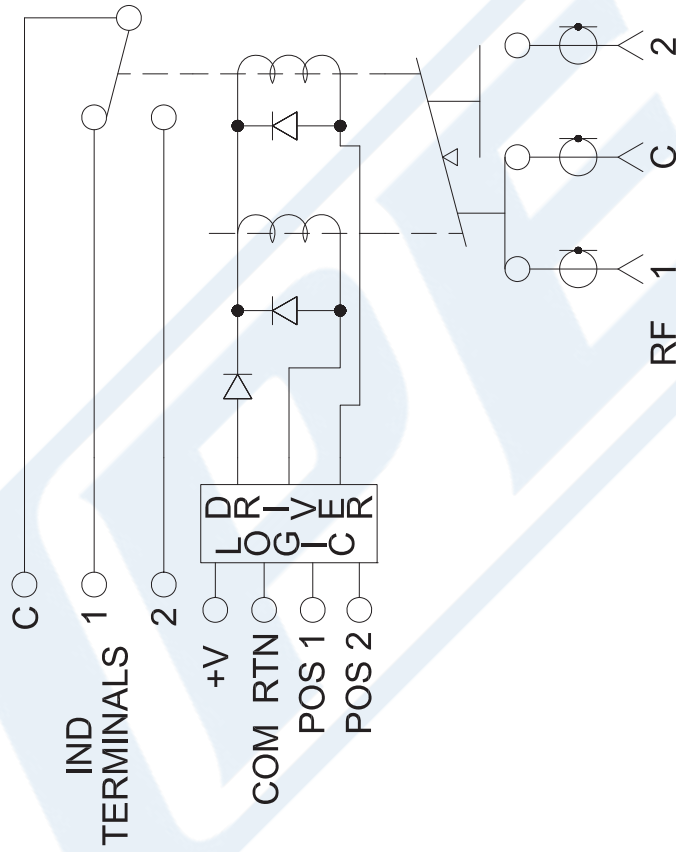 C
1
IND
TERMINALS
2
+V
COM RTN
POS 1
POS 2
LOGIC
DRIVER
RF
1
C
2